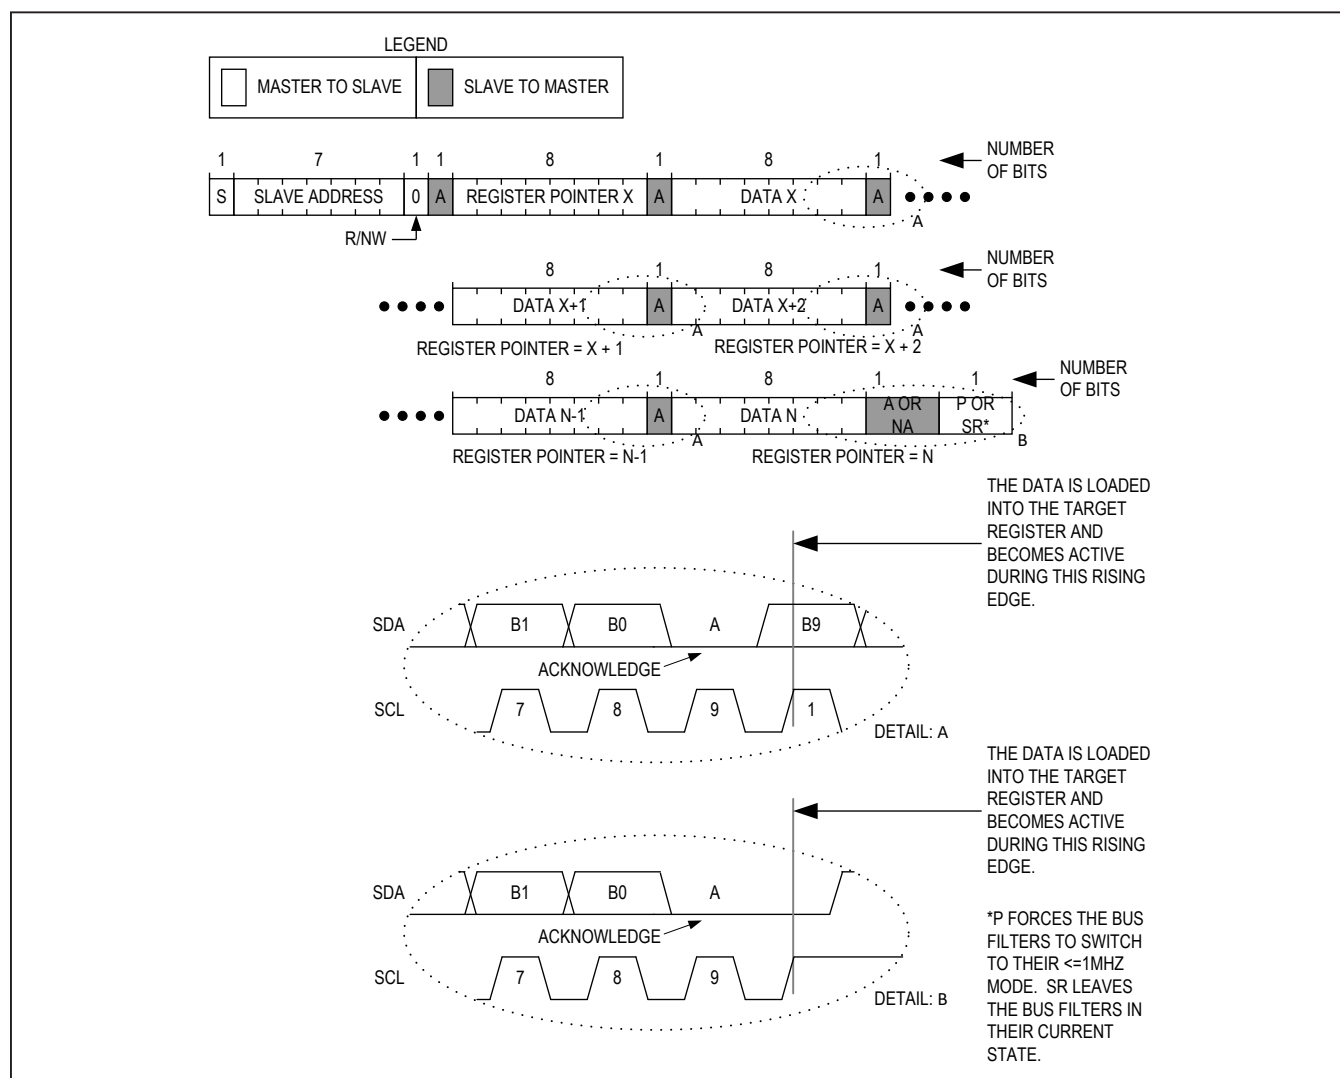 LEGEND
MASTER TO SLAVE
SLAVE TO MASTER
1 7 1 1 8 1 8 1
NUMBER
OF BITS
S SLAVE ADDRESS 0 A REGISTER POINTER X A DATA X A
A
R/NW
8 1 8 1
NUMBER
OF BITS
DATA X+1 A DATA X+2 A
A A
REGISTER POINTER = X + 1 REGISTER POINTER = X + 2
8 1 8 1 1
NUMBER
OF BITS
DATA N-1 A DATA N A OR NA P OR SR*
A B
REGISTER POINTER = N-1 REGISTER POINTER = N
THE DATA IS LOADED
INTO THE TARGET
REGISTER AND
BECOMES ACTIVE
DURING THIS RISING
EDGE.
SDA B1 B0 A B9
ACKNOWLEDGE
SCL 7 8 9 1
DETAIL: A
THE DATA IS LOADED
INTO THE TARGET
REGISTER AND
BECOMES ACTIVE
DURING THIS RISING
EDGE.
SDA B1 B0 A
ACKNOWLEDGE
SCL 7 8 9
DETAIL: B
*P FORCES THE BUS
FILTERS TO SWITCH
TO THEIR <=1MHZ
MODE. SR LEAVES
THE BUS FILTERS IN
THEIR CURRENT
STATE.